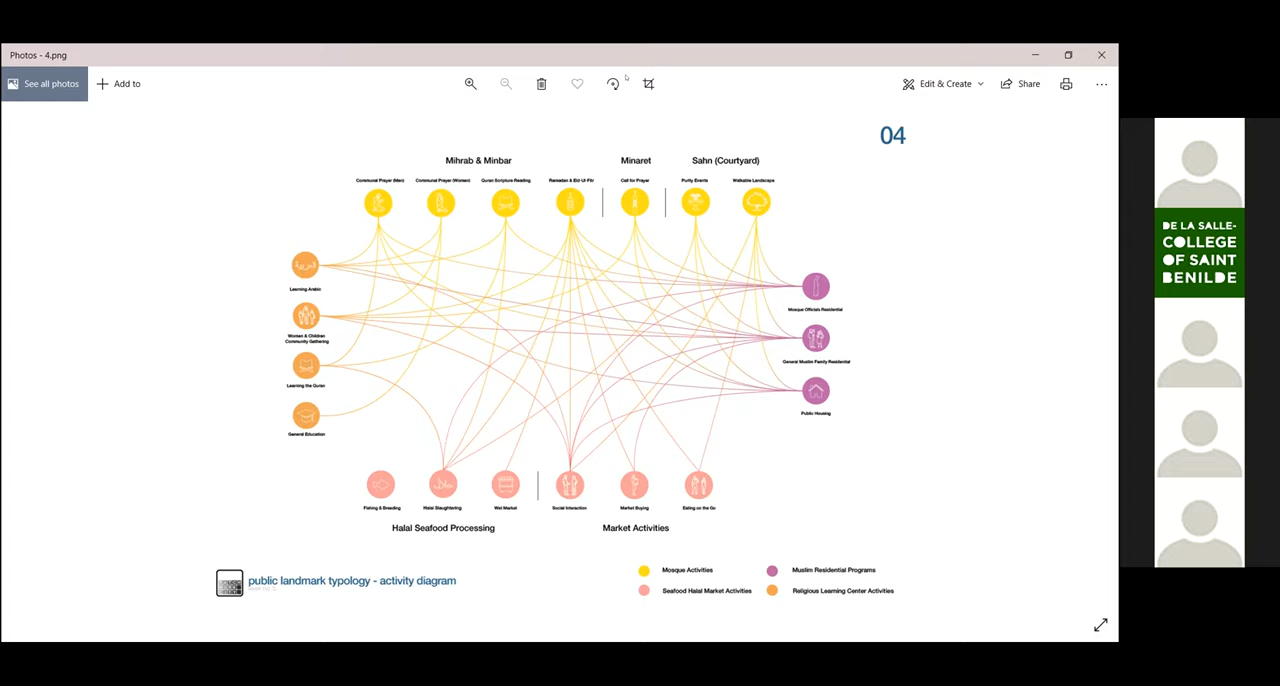 Photos - 4.png
See all photos
Add to
Edit & Create
Share
04
Mihrab & Minbar
Minaret
Sahn (Courtyard)
Communal Prayer (Men)
Communal Prayer (Women)
Quran Scripture Reading
Ramadan & Eid-Ul-Fitr
Call for Prayer
Purity Events
Walkable Landscape
Learning Arabic
Women & Children
Community Gathering
Learning the Quran
General Education
Mosque Officials Residential
General Muslim Family Residential
Public Housing
Fishing & Breeding
Halal Slaughtering
Wet Market
Social Interaction
Market Buying
Eating on the Go
Halal Seafood Processing
Market Activities
public landmark typology - activity diagram
Mosque Activities
Muslim Residential Programs
Seafood Halal Market Activities
Religious Learning Center Activities
DE LA SALLE-
COLLEGE
OF SAINT
BENILDE